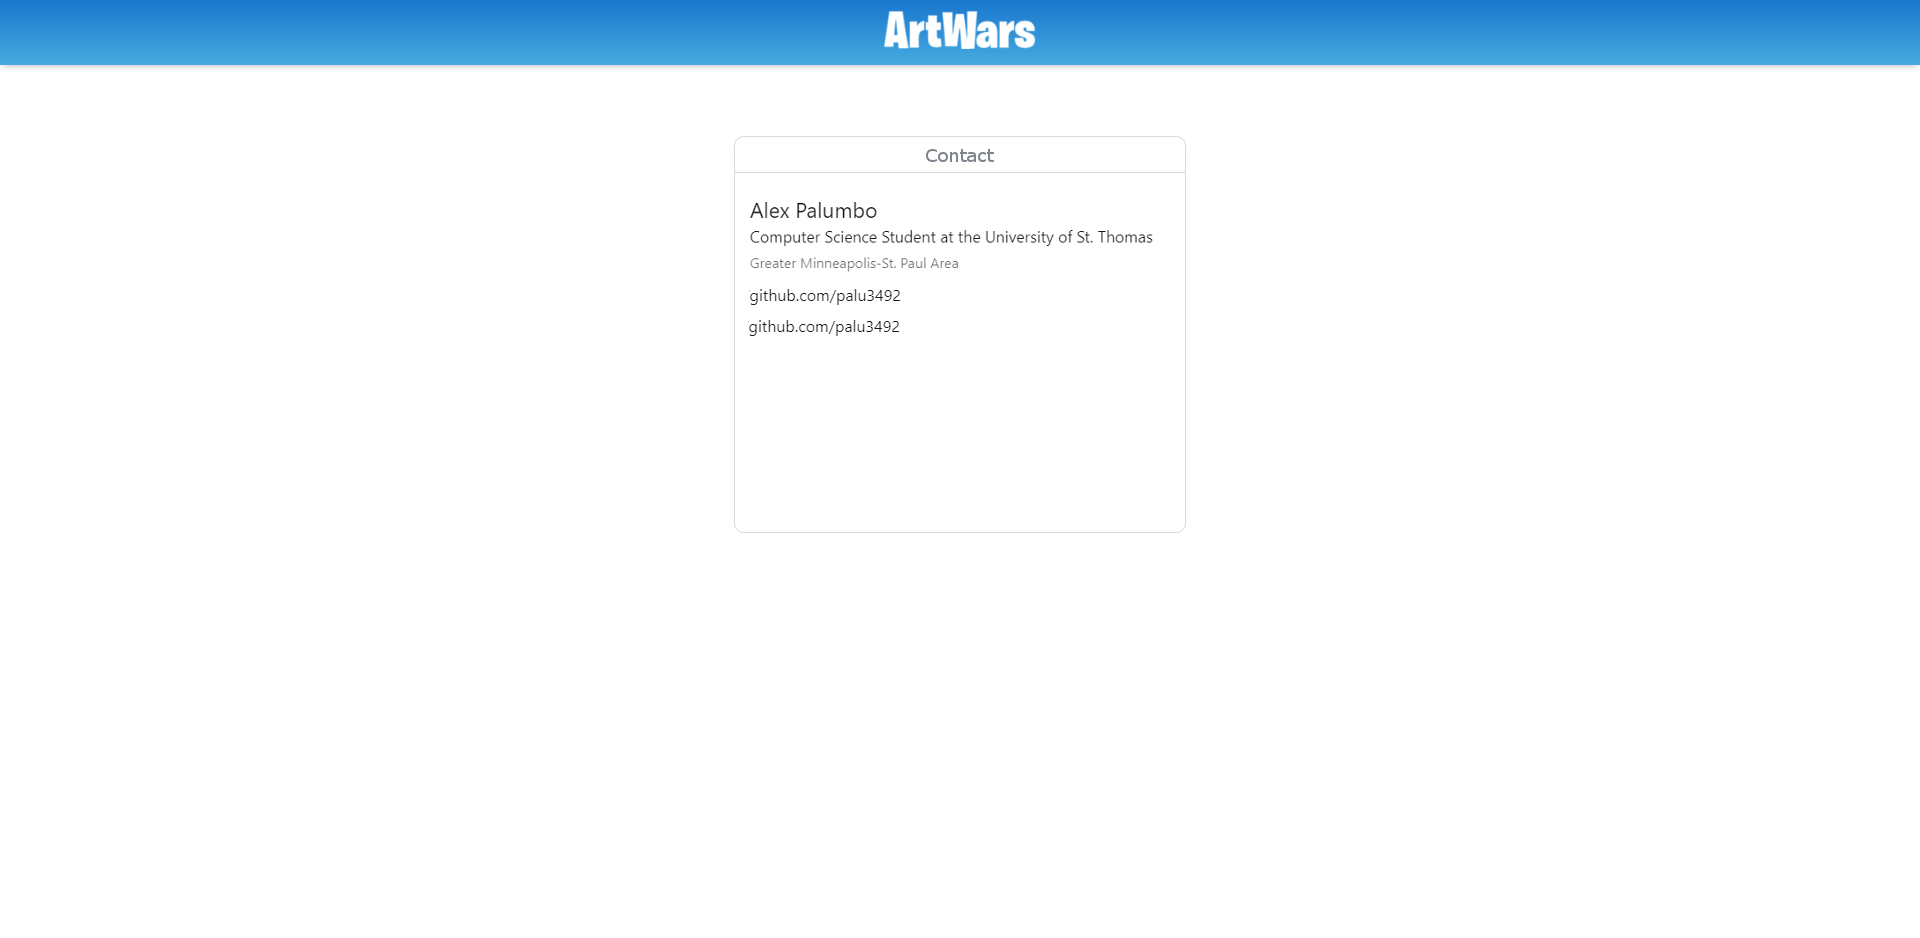 ArtWars
Contact
Alex Palumbo
Computer Science Student at the University of St. Thomas
Greater Minneapolis-St. Paul Area
github.com/palu3492
github.com/palu3492